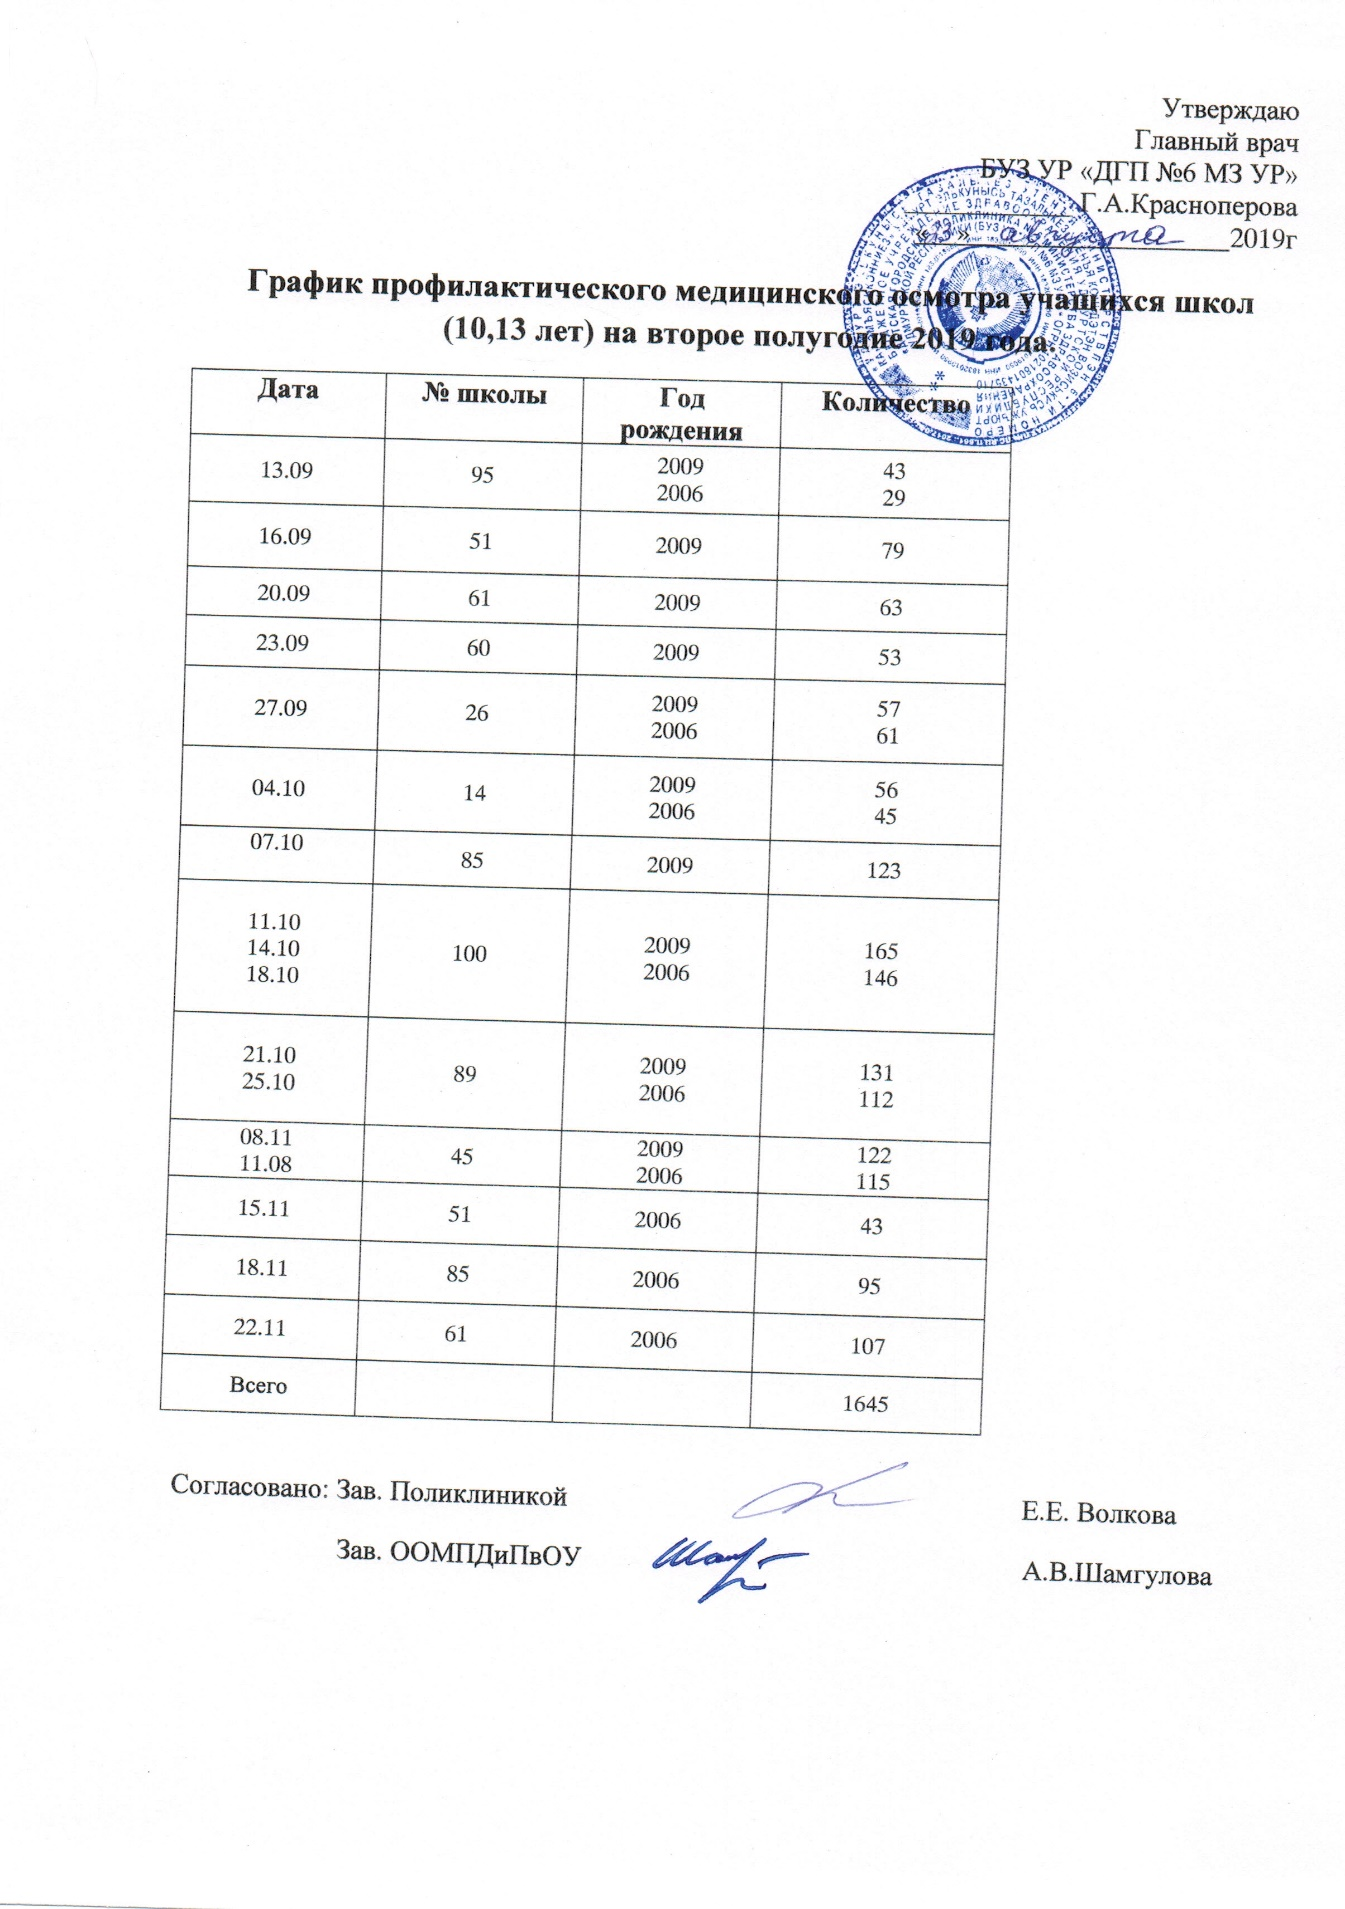 Утверждаю
Главный врач
БУЗ УР «ДГП №6 МЗ УР»
Г.А.Красноперова
« » августа 2019г
График профилактического медицинского осмотра учащихся школ
(10,13 лет) на второе полугодие 2019 года.
Дата № школы Год рождения Количество
13.09 95 2009 43
2006 29
16.09 51 2009 79
20.09 61 2009 63
23.09 60 2009 53
27.09 26 2009 57
2006 61
04.10 14 2009 56
2006 45
07.10 85 2009 123
11.10
14.10 100 2009 165
18.10 2006 146
21.10 89 2009 131
25.10 2006 112
08.11 45 2009 122
11.08 2006 115
15.11 51 2006 43
18.11 85 2006 95
22.11 61 2006 107
Всего 1645
Согласовано: Зав. Поликлиникой Е.Е. Волкова
Зав. ООМПДиПвОУ А.В.Шамгулова